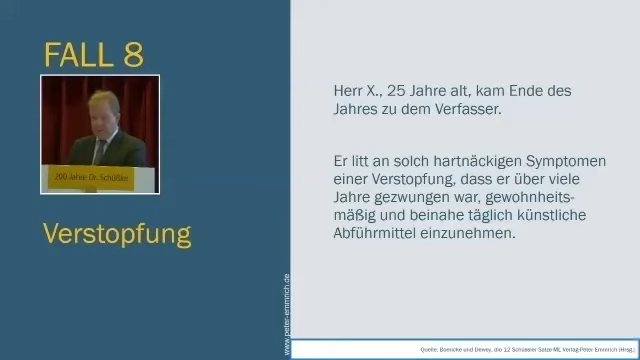 FALL 8
200 Jahre Dr. Schüßler
Verstopfung
www.peter-emmrich.de
Herr X., 25 Jahre alt, kam Ende des
Jahres zu dem Verfasser.
Er litt an solch hartnäckigen Symptomen
einer Verstopfung, dass er über viele
Jahre gezwungen war, gewohnheits-
mäßig und beinahe täglich künstliche
Abführmittel einzunehmen.
Quelle: Boericke und Dewey, die 12 Schüssler Salze-ML Verlag-Peter Emmrich (Hrsg.)